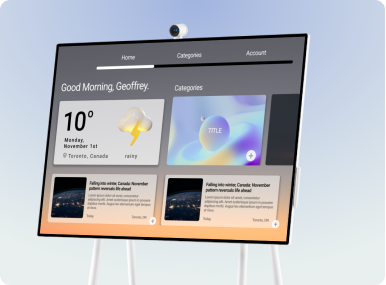 Home
Categories
Account
Good Morning, Geoffrey.
Categories
10°
Monday,
November 1st
Toronto, Canada
rainy
TITLE
Falling into winter, Canada: November
pattern reversals life ahead
Today
Toronto, ON
Falling into winter, Canada: November
pattern reversals life ahead
Today
Toronto, ON